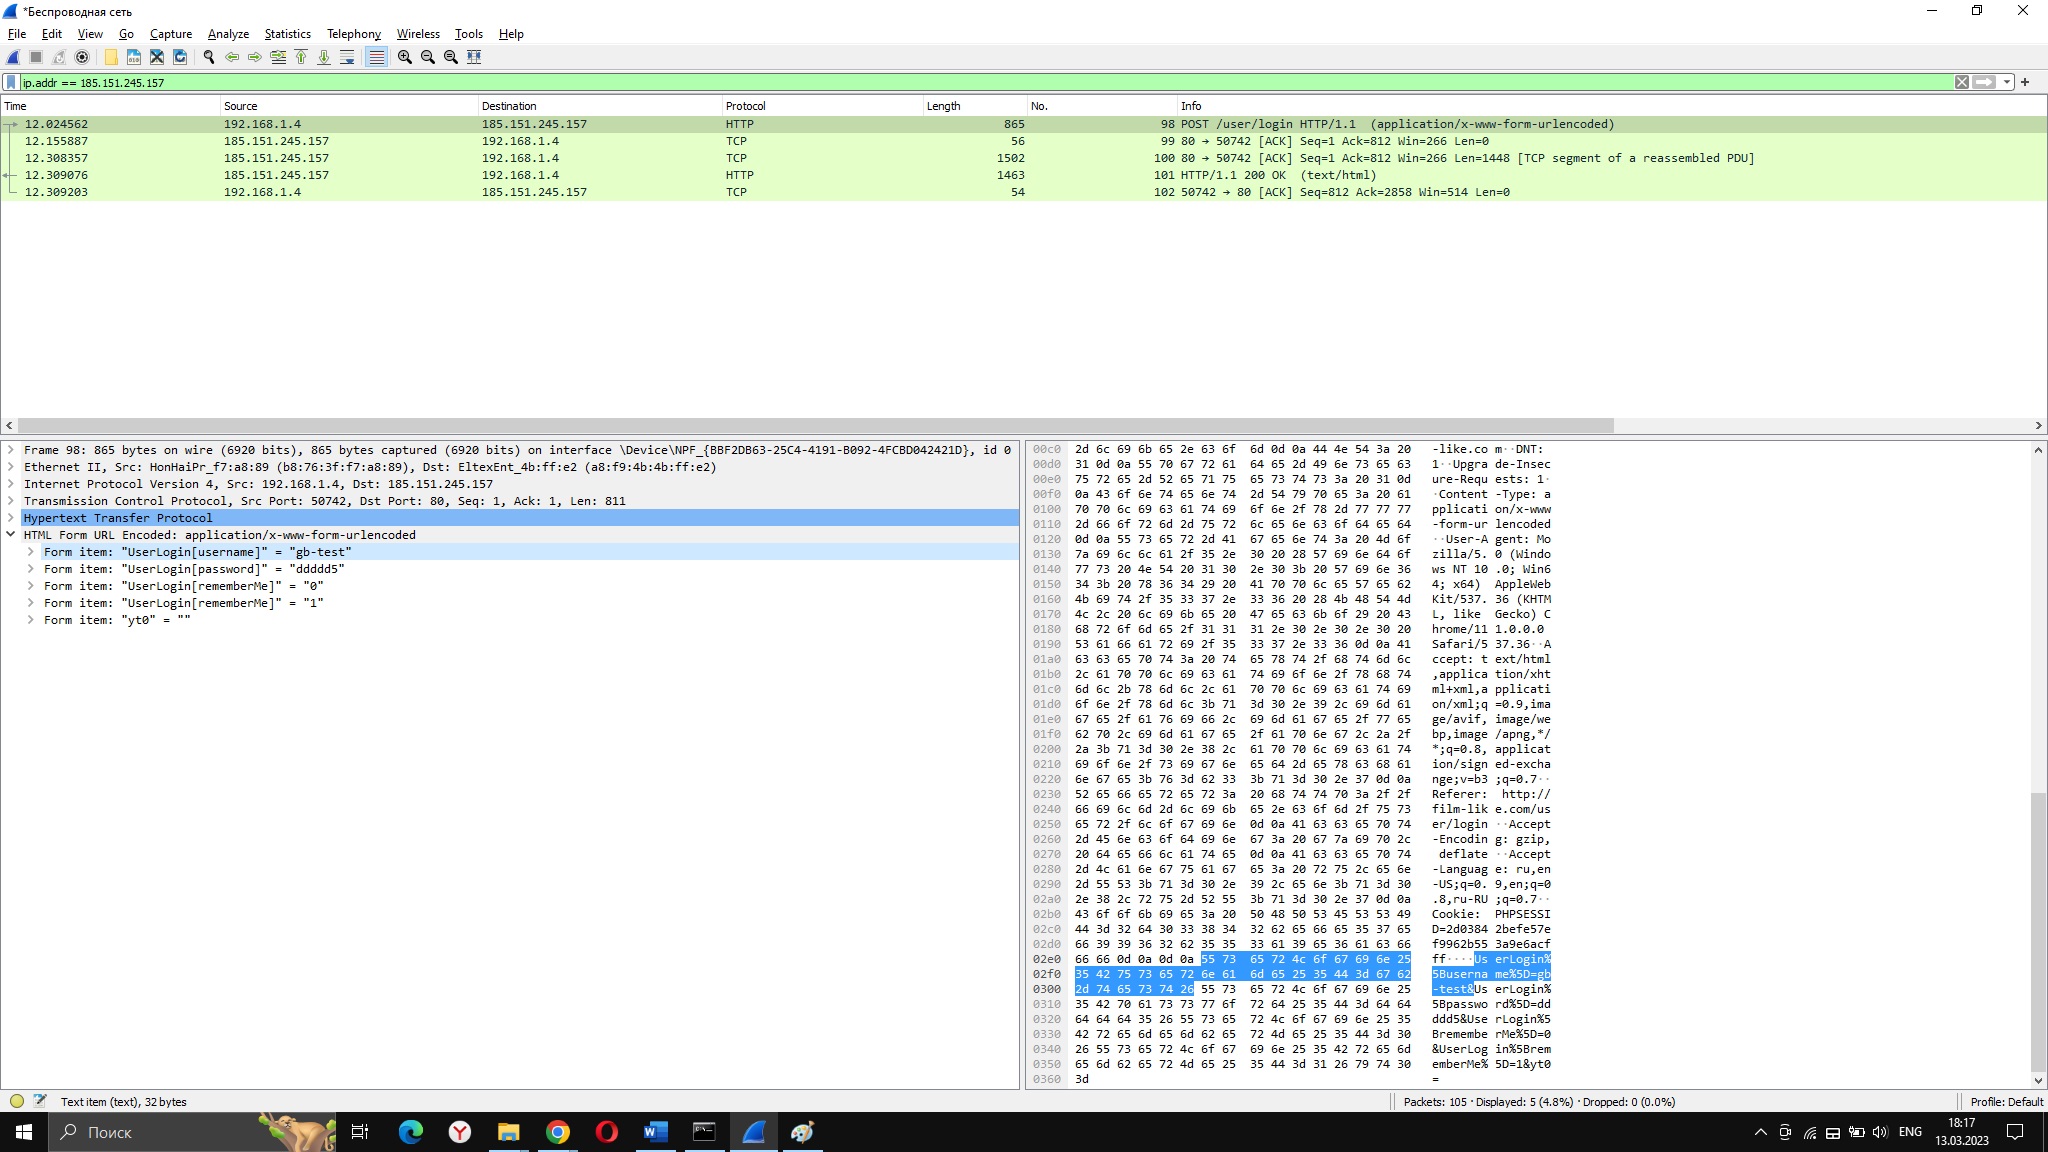 *Беспроводная сеть
File Edit View Go Capture Analyze Statistics Telephony Wireless Tools Help
ip.addr == 185.151.245.157
Time Source Destination Protocol Length No. Info
12.024562 192.168.1.4 185.151.245.157 HTTP 865 98 POST /user/login HTTP/1.1 (application/x-www-form-urlencoded)
12.155887 185.151.245.157 192.168.1.4 TCP 56 99 80 → 50742 [ACK] Seq=1 Ack=812 Win=266 Len=0
12.308357 185.151.245.157 192.168.1.4 TCP 1502 100 80 → 50742 [ACK] Seq=1 Ack=812 Win=266 Len=1448 [TCP segment of a reassembled PDU]
12.309076 185.151.245.157 192.168.1.4 HTTP 1463 101 HTTP/1.1 200 OK (text/html)
12.309203 192.168.1.4 185.151.245.157 TCP 54 102 50742 → 80 [ACK] Seq=812 Ack=2858 Win=514 Len=0
Frame 98: 865 bytes on wire (6920 bits), 865 bytes captured (6920 bits) on interface \Device\NPF_{BBF2DB63-25C4-4191-B092-4FCBD042421D}, id 0
Ethernet II, Src: HonHaiPr_f7:a8:89 (b8:76:3f:f7:a8:89), Dst: EltexEnt_4b:ff:e2 (a8:f9:4b:4b:ff:e2)
Internet Protocol Version 4, Src: 192.168.1.4, Dst: 185.151.245.157
Transmission Control Protocol, Src Port: 50742, Dst Port: 80, Seq: 1, Ack: 1, Len: 811
Hypertext Transfer Protocol
HTML Form URL Encoded: application/x-www-form-urlencoded
Form item: "UserLogin[username]" = "gb-test"
Form item: "UserLogin[password]" = "ddddd5"
Form item: "UserLogin[rememberMe]" = "0"
Form item: "UserLogin[rememberMe]" = "1"
Form item: "yt0" = ""
00c0 2d 6c 69 6b 65 2e 63 6f 6d 0d 0a 44 4e 54 3a 20 -like.co m··DNT:
00d0 31 0d 0a 55 70 67 72 61 64 65 2d 49 6e 73 65 63 1··Upgra de-Insec
00e0 75 72 65 2d 52 65 71 75 65 73 74 73 3a 20 31 0d ure-Requ ests: 1·
00f0 0a 43 6f 6e 74 65 6e 74 2d 54 79 70 65 3a 20 61 ·Content -Type: a
0100 70 70 6c 69 63 61 74 69 6f 6e 2f 78 2d 77 77 77 pplicati on/x-www
0110 2d 66 6f 72 6d 2d 75 72 6c 65 6e 63 6f 64 65 64 -form-ur lencoded
0120 0d 0a 55 73 65 72 2d 41 67 65 6e 74 3a 20 4d 6f ··User-A gent: Mo
0130 7a 69 6c 6c 61 2f 35 2e 30 20 28 57 69 6e 64 6f zilla/5. 0 (Windo
0140 77 73 20 4e 54 20 31 30 2e 30 3b 20 57 69 6e 36 ws NT 10 .0; Win6
0150 34 3b 20 78 36 34 29 20 41 70 70 6c 65 57 65 62 4; x64) AppleWeb
0160 4b 69 74 2f 35 33 37 2e 33 36 20 28 4b 48 54 4d Kit/537. 36 (KHTM
0170 4c 2c 20 6c 69 6b 65 20 47 65 63 6b 6f 29 20 43 L, like Gecko) C
0180 68 72 6f 6d 65 2f 31 31 31 2e 30 2e 30 2e 30 20 hrome/11 1.0.0.0
0190 53 61 66 61 72 69 2f 35 33 37 2e 33 36 0d 0a 41 Safari/5 37.36··A
01a0 63 63 65 70 74 3a 20 74 65 78 74 2f 68 74 6d 6c ccept: t ext/html
01b0 2c 61 70 70 6c 69 63 61 74 69 6f 6e 2f 78 68 74 ,applica tion/xht
01c0 6d 6c 2b 78 6d 6c 2c 61 70 70 6c 69 63 61 74 69 ml+xml,a pplicati
01d0 6f 6e 2f 78 6d 6c 3b 71 3d 30 2e 39 2c 69 6d 61 on/xml;q =0.9,ima
01e0 67 65 2f 61 76 69 66 2c 69 6d 61 67 65 2f 77 65 ge/avif, image/we
01f0 62 70 2c 69 6d 61 67 65 2f 61 70 6e 67 2c 2a 2f bp,image /apng,*/
0200 2a 3b 71 3d 30 2e 38 2c 61 70 70 6c 69 63 61 74 *;q=0.8, applicat
0210 69 6f 6e 2f 73 69 67 6e 65 64 2d 65 78 63 68 61 ion/sign ed-excha
0220 6e 67 65 3b 76 3d 62 33 3b 71 3d 30 2e 37 0d 0a nge;v=b3 ;q=0.7··
0230 52 65 66 65 72 65 72 3a 20 68 74 74 70 3a 2f 2f Referer: http://
0240 66 69 6c 6d 2d 6c 69 6b 65 2e 63 6f 6d 2f 75 73 film-lik e.com/us
0250 65 72 2f 6c 6f 67 69 6e 0d 0a 41 63 63 65 70 74 er/login ··Accept
0260 2d 45 6e 63 6f 64 69 6e 67 3a 20 67 7a 69 70 2c -Encodin g: gzip,
0270 20 64 65 66 6c 61 74 65 0d 0a 41 63 63 65 70 74 deflate ··Accept
0280 2d 4c 61 6e 67 75 61 67 65 3a 20 72 75 2c 65 6e -Languag e: ru,en
0290 2d 55 53 3b 71 3d 30 2e 39 2c 65 6e 3b 71 3d 30 -US;q=0. 9,en;q=0
02a0 2e 38 2c 72 75 2d 52 55 3b 71 3d 30 2e 37 0d 0a .8,ru-RU ;q=0.7··
02b0 43 6f 6f 6b 69 65 3a 20 50 48 50 53 45 53 53 49 Cookie: PHPSESSI
02c0 44 3d 32 64 30 33 38 34 32 62 65 66 65 35 37 65 D=2d0384 2befe57e
02d0 66 39 39 36 32 62 35 35 33 61 39 65 36 61 63 66 f9962b55 3a9e6acf
02e0 66 66 0d 0a 0d 0a 55 73 65 72 4c 6f 67 69 6e 25 ff····Us erLogin%
02f0 35 42 75 73 65 72 6e 61 6d 65 25 35 44 3d 67 62 5Buserna me%5D=gb
0300 2d 74 65 73 74 26 55 73 65 72 4c 6f 67 69 6e 25 -test&Us erLogin%
0310 35 42 70 61 73 73 77 6f 72 64 25 35 44 3d 64 64 5Bpasswo rd%5D=dd
0320 64 64 64 35 26 55 73 65 72 4c 6f 67 69 6e 25 35 ddd5&Use rLogin%5
0330 42 72 65 6d 65 6d 62 65 72 4d 65 25 35 44 3d 30 Bremembe rMe%5D=0
0340 26 55 73 65 72 4c 6f 67 69 6e 25 35 42 72 65 6d &UserLog in%5Brem
0350 65 6d 62 65 72 4d 65 25 35 44 3d 31 26 79 74 30 emberMe% 5D=1&yt0
0360 3d =
Text item (text), 32 bytes Packets: 105 · Displayed: 5 (4.8%) · Dropped: 0 (0.0%) Profile: Default
Поиск ENG 18:17
13.03.2023